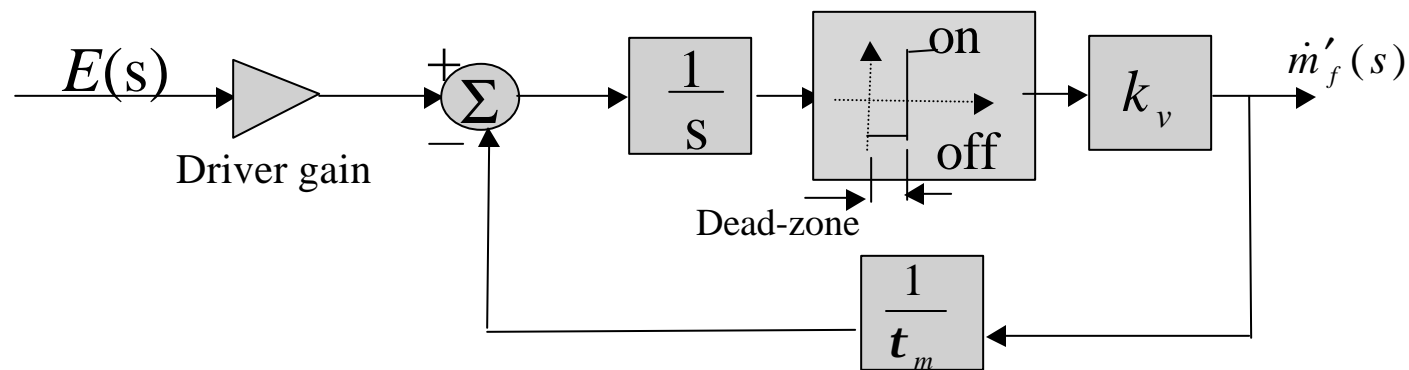 E(s)
Driver gain
+
Σ
−
1
s
on
off
Dead-zone
k_v
ṁ′_f (s)
1
t_m